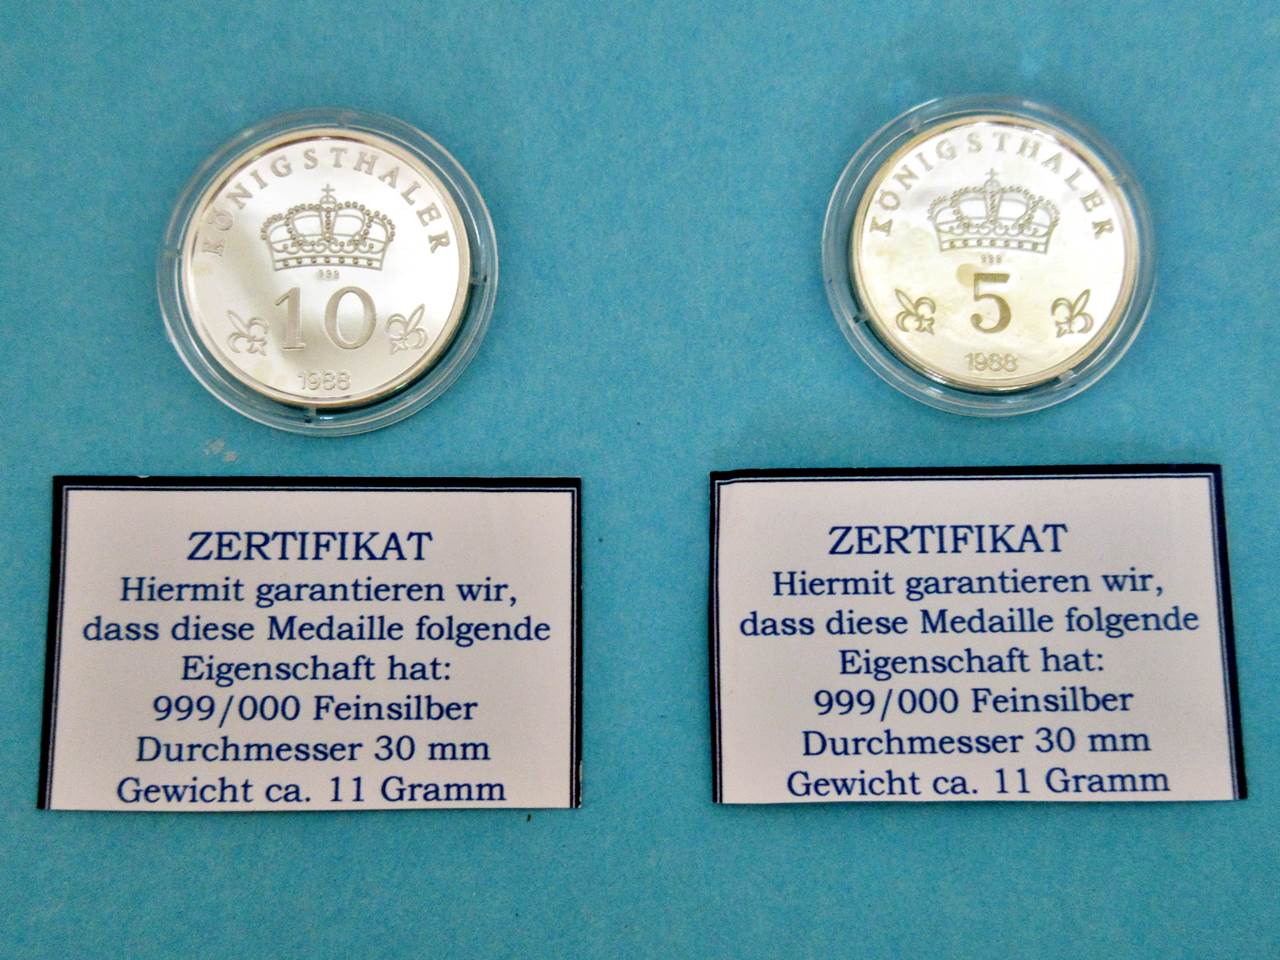 KÖNIGSTHALER
999
10
1988
KÖNIGSTHALER
999
5
1988
ZERTIFIKAT
Hiermit garantieren wir,
dass diese Medaille folgende
Eigenschaft hat:
999/000 Feinsilber
Durchmesser 30 mm
Gewicht ca. 11 Gramm
ZERTIFIKAT
Hiermit garantieren wir,
dass diese Medaille folgende
Eigenschaft hat:
999/000 Feinsilber
Durchmesser 30 mm
Gewicht ca. 11 Gramm